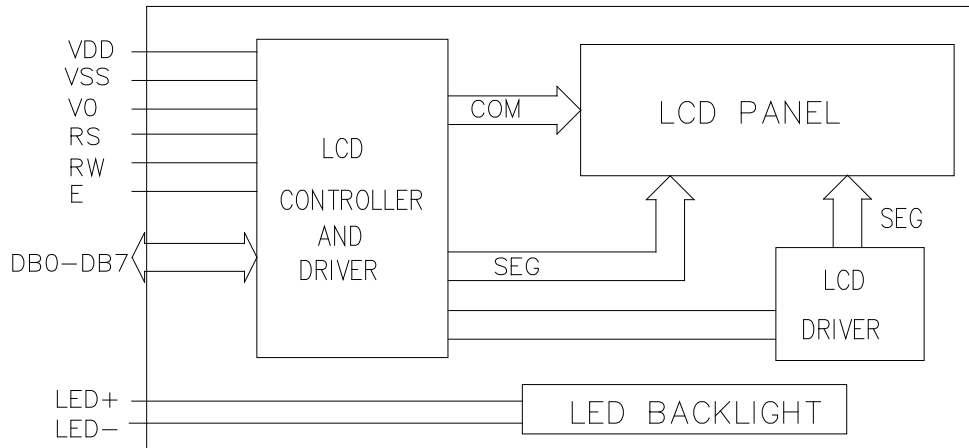 VDD
VSS
V0
RS
RW
E
DB0-DB7
LED+
LED-
LCD
CONTROLLER
AND
DRIVER
COM
SEG
LCD PANEL
SEG
LCD
DRIVER
LED BACKLIGHT